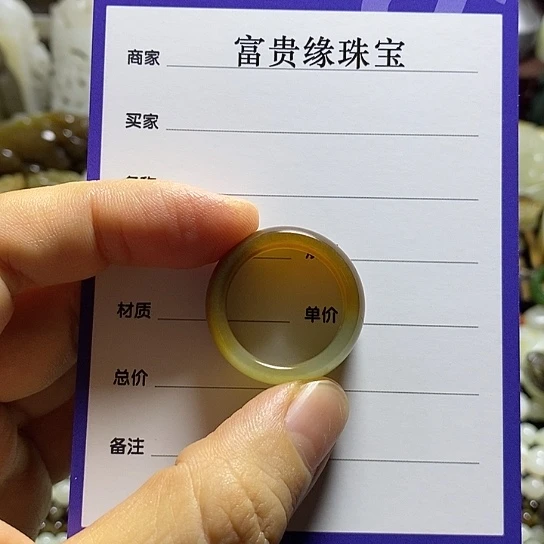 商家 富贵缘珠宝
买家
材质 单价
总价
备注